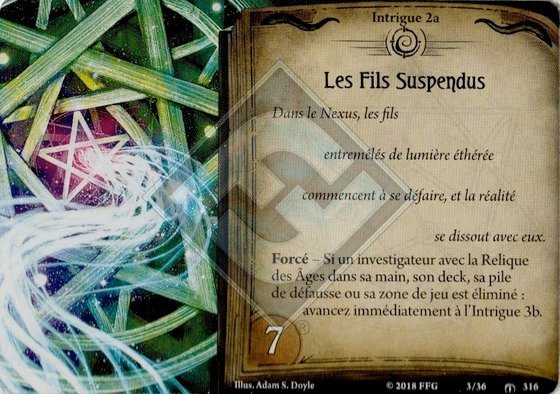 Intrigue 2a
Les Fils Suspendus
Dans le Nexus, les fils
entremêlés de lumière éthérée
commencent à se défaire, et la réalité
se dissout avec eux.
Forcé – Si un investigateur avec la Relique
des Âges dans sa main, son deck, sa pile
de défausse ou sa zone de jeu est éliminé :
avancez immédiatement à l'Intrigue 3b.
7
Illus. Adam S. Doyle
© 2018 FFG
3/36
316